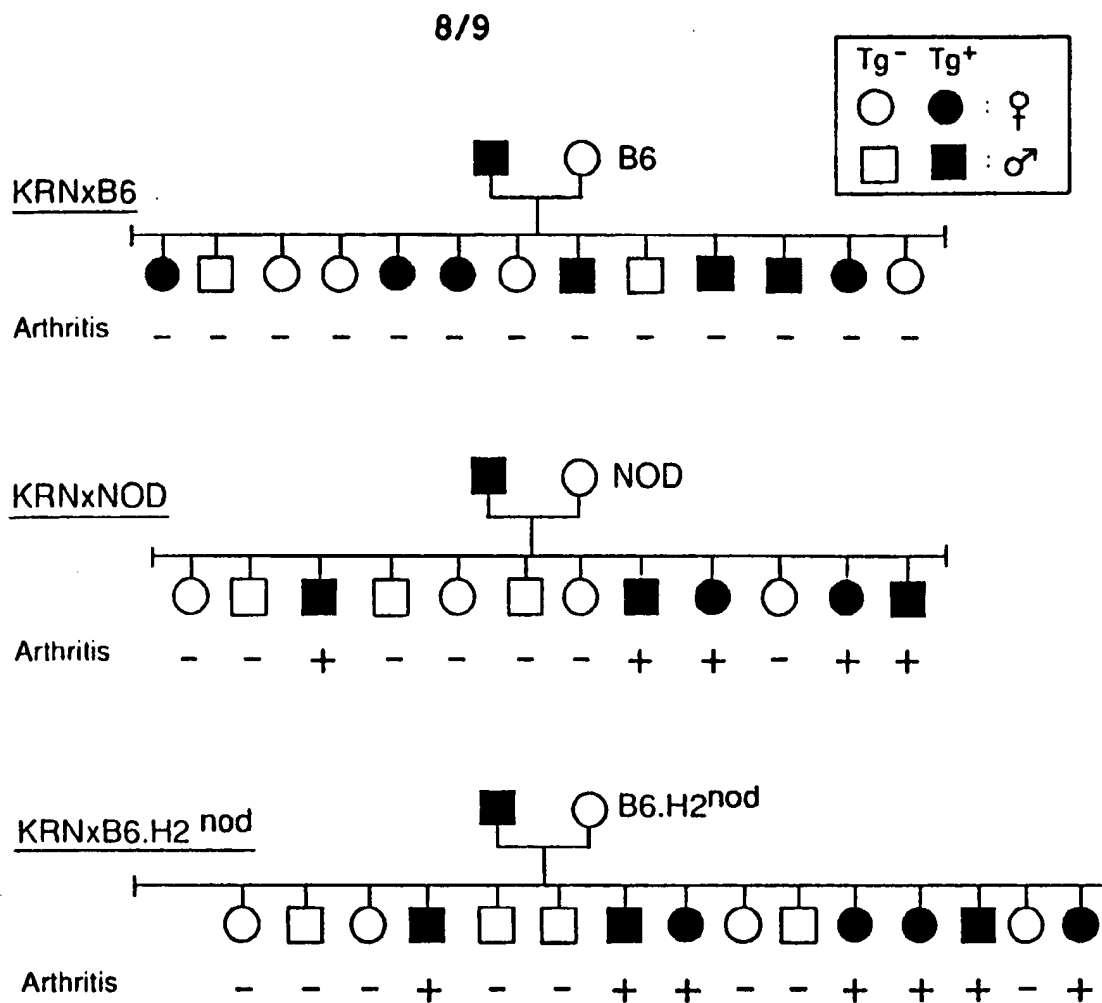 8/9
Tg⁻ Tg⁺
: ♀
: ♂
B6
KRNxB6
Arthritis
- - - - - - - - - - - - -
NOD
KRNxNOD
Arthritis
- - + - - - - + + - + +
B6.H2ⁿᵒᵈ
KRNxB6.H2 ⁿᵒᵈ
Arthritis
- - - + - - + + - - + + + - +